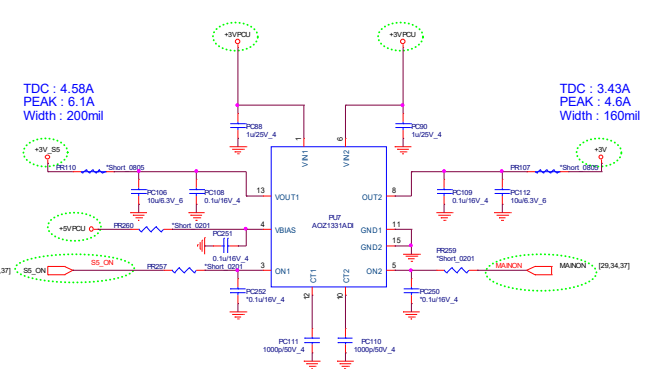 +3VPCU
+3VPCU
TDC : 4.58A
PEAK : 6.1A
Width : 200mil
TDC : 3.43A
PEAK : 4.6A
Width : 160mil
PC88
1u/25V_4
PC90
1u/25V_4
1
VIN1
6
VIN2
+3V_S5
PR110
*Short_0805
PR107
*Short_0805
+3V
PC106
10u/6.3V_6
PC108
0.1u/16V_4
13
VOUT1
OUT2
8
PC109
0.1u/16V_4
PC112
10u/6.3V_6
PU7
AOZ1331ADI
+5VPCU
PR260
*Short_0201
4
VBIAS
GND1
11
GND2
15
PC251
0.1u/16V_4
,37]
S5_ON
S5_ON
PR257
*Short_0201
3
ON1
ON2
5
PR259
*Short_0201
MAINON
MAINON
[29,34,37]
PC252
*0.1u/16V_4
CT1
12
CT2
10
PC250
*0.1u/16V_4
PC111
1000p/50V_4
PC110
1000p/50V_4